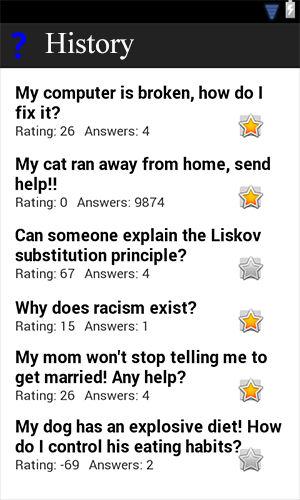 ? History
My computer is broken, how do I
fix it?
Rating: 26 Answers: 4
My cat ran away from home, send
help!!
Rating: 0 Answers: 9874
Can someone explain the Liskov
substitution principle?
Rating: 67 Answers: 4
Why does racism exist?
Rating: 15 Answers: 1
My mom won't stop telling me to
get married! Any help?
Rating: 26 Answers: 4
My dog has an explosive diet! How
do I control his eating habits?
Rating: -69 Answers: 2